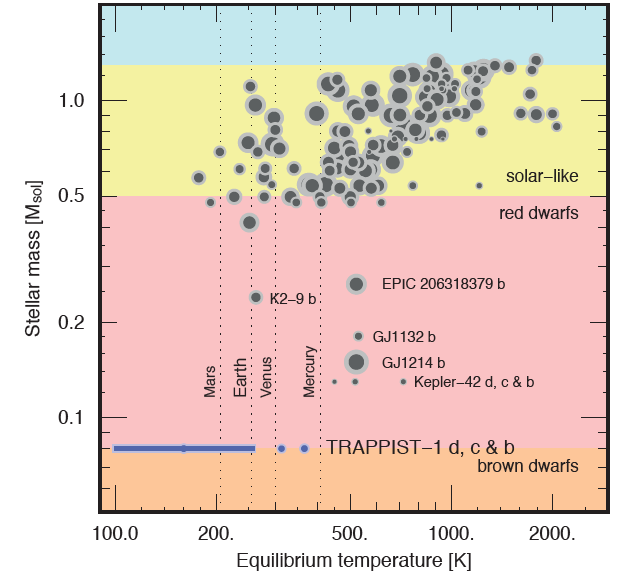 Stellar mass [Msol]
1.0
0.5
0.2
0.1
solar–like
red dwarfs
EPIC 206318379 b
K2–9 b
GJ1132 b
GJ1214 b
Kepler–42 d, c & b
Mars
Earth
Venus
Mercury
TRAPPIST–1 d, c & b
brown dwarfs
100.0 200. 500. 1000. 2000.
Equilibrium temperature [K]